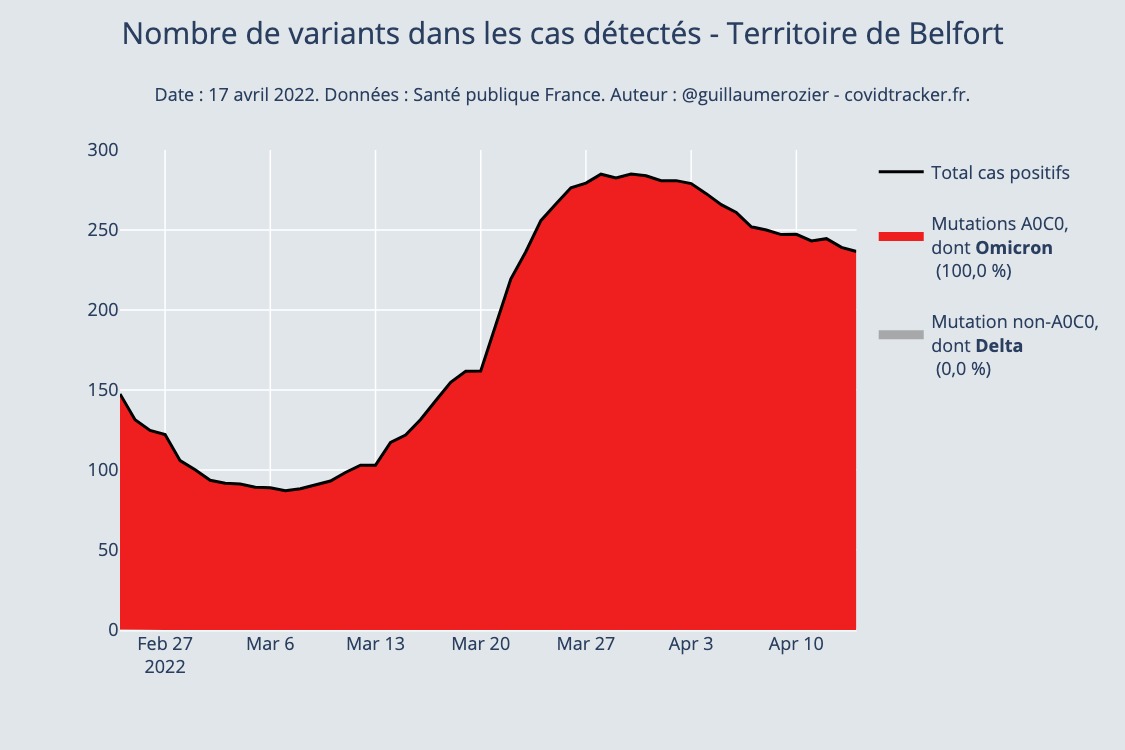 Nombre de variants dans les cas détectés - Territoire de Belfort
Date : 17 avril 2022. Données : Santé publique France. Auteur : @guillaumerozier - covidtracker.fr.
300
250
200
150
100
50
0
Feb 27
2022
Mar 6
Mar 13
Mar 20
Mar 27
Apr 3
Apr 10
Total cas positifs
Mutations A0C0,
dont Omicron
(100,0 %)
Mutation non-A0C0,
dont Delta
(0,0 %)